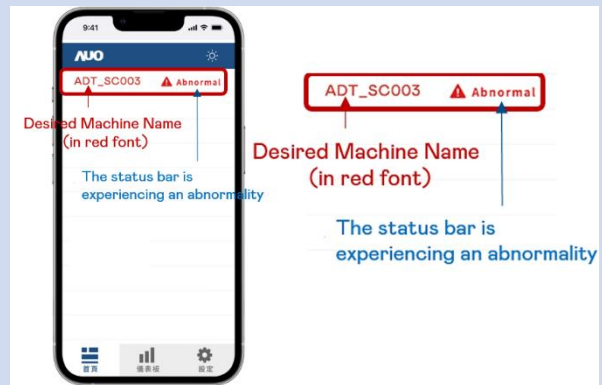 9:41
AUO
ADT_SC003 Abnormal
Desired Machine Name
(in red font)
The status bar is
experiencing an abnormality
首頁 儀表板 設定
ADT_SC003 Abnormal
Desired Machine Name
(in red font)
The status bar is
experiencing an abnormality